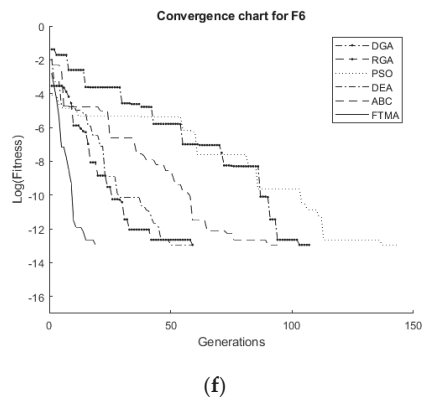 Convergence chart for F6
0
-2
-4
-6
-8
-10
-12
-14
-16
Log(Fitness)
DGA
RGA
PSO
DEA
ABC
FTMA
0
50
100
150
Generations
(f)